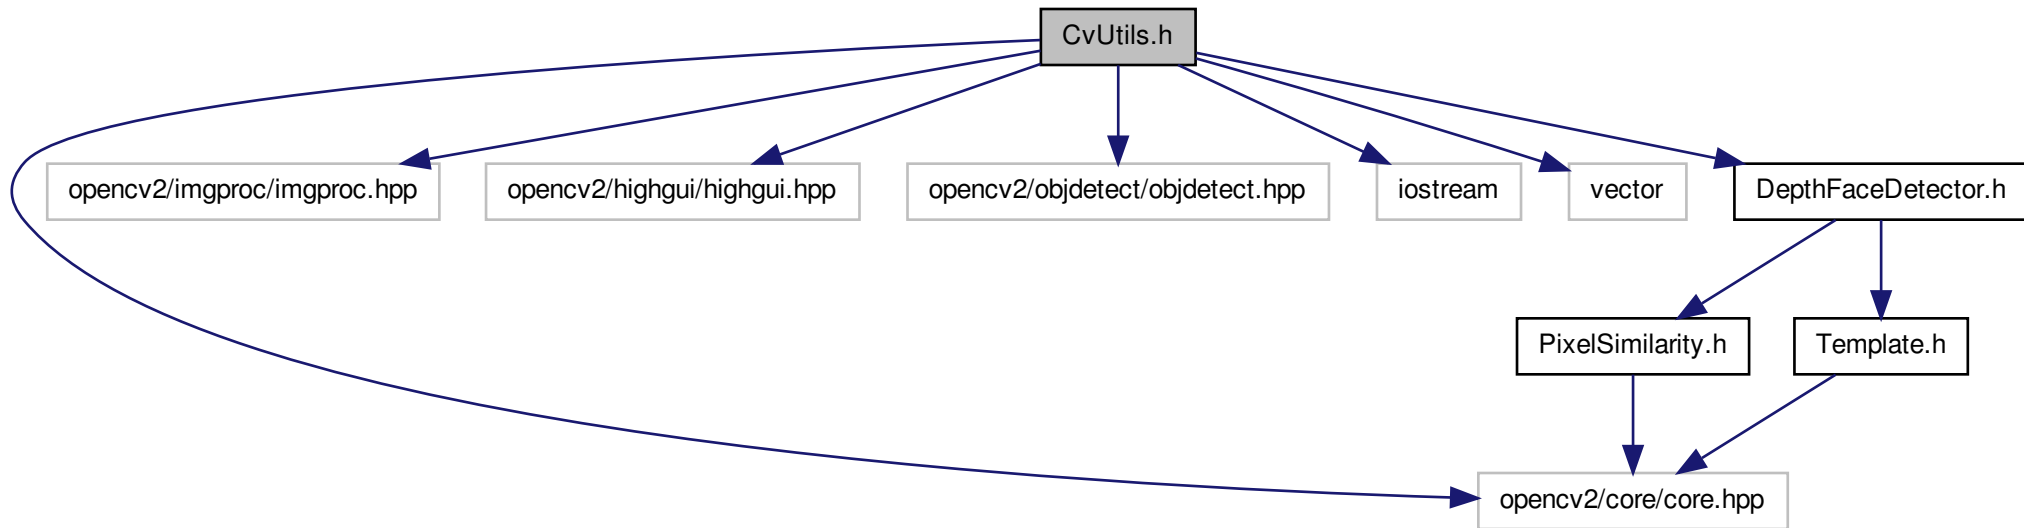 CvUtils.h
opencv2/imgproc/imgproc.hpp
opencv2/highgui/highgui.hpp
opencv2/objdetect/objdetect.hpp
iostream
vector
DepthFaceDetector.h
PixelSimilarity.h
Template.h
opencv2/core/core.hpp